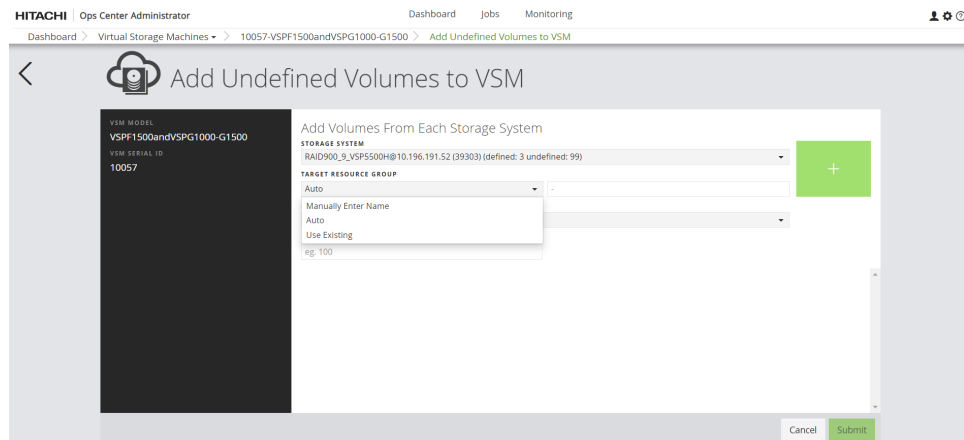 HITACHI Ops Center Administrator
Dashboard Jobs Monitoring
Dashboard Virtual Storage Machines 10057-VSPF1500andVSPG1000-G1500 Add Undefined Volumes to VSM
Add Undefined Volumes to VSM
VSM MODEL
VSPF1500andVSPG1000-G1500
VSM SERIAL ID
10057
Add Volumes From Each Storage System
STORAGE SYSTEM
RAID900_9_VSP5500H@10.196.191.52 (39303) (defined: 3 undefined: 99)
+
TARGET RESOURCE GROUP
Auto -
Manually Enter Name
Auto
Use Existing
eg. 100
Cancel Submit